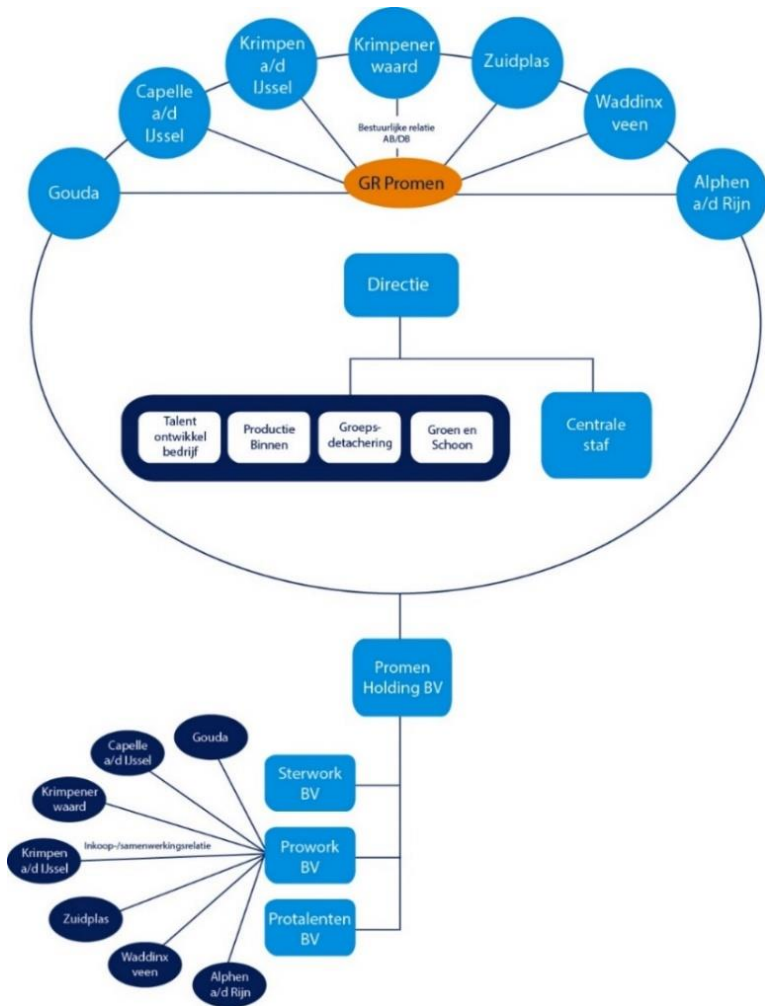 Krimpener
waard
Krimpen
a/d
IJssel
Zuidplas
Capelle
a/d
IJssel
Waddinx
veen
Bestuurlijke relatie
AB/DB
GR Promen
Gouda
Alphen
a/d Rijn
Directie
Talent
ontwikkel
bedrijf
Productie
Binnen
Groeps-
detachering
Groen en
Schoon
Centrale
staf
Promen
Holding BV
Gouda
Capelle
a/d IJssel
Krimpener
waard
Krimpen
a/d IJssel
Inkoop-/samenwerkingsrelatie
Zuidplas
Waddinx
veen
Alphen
a/d Rijn
Sterwork
BV
Prowork
BV
Protalenten
BV